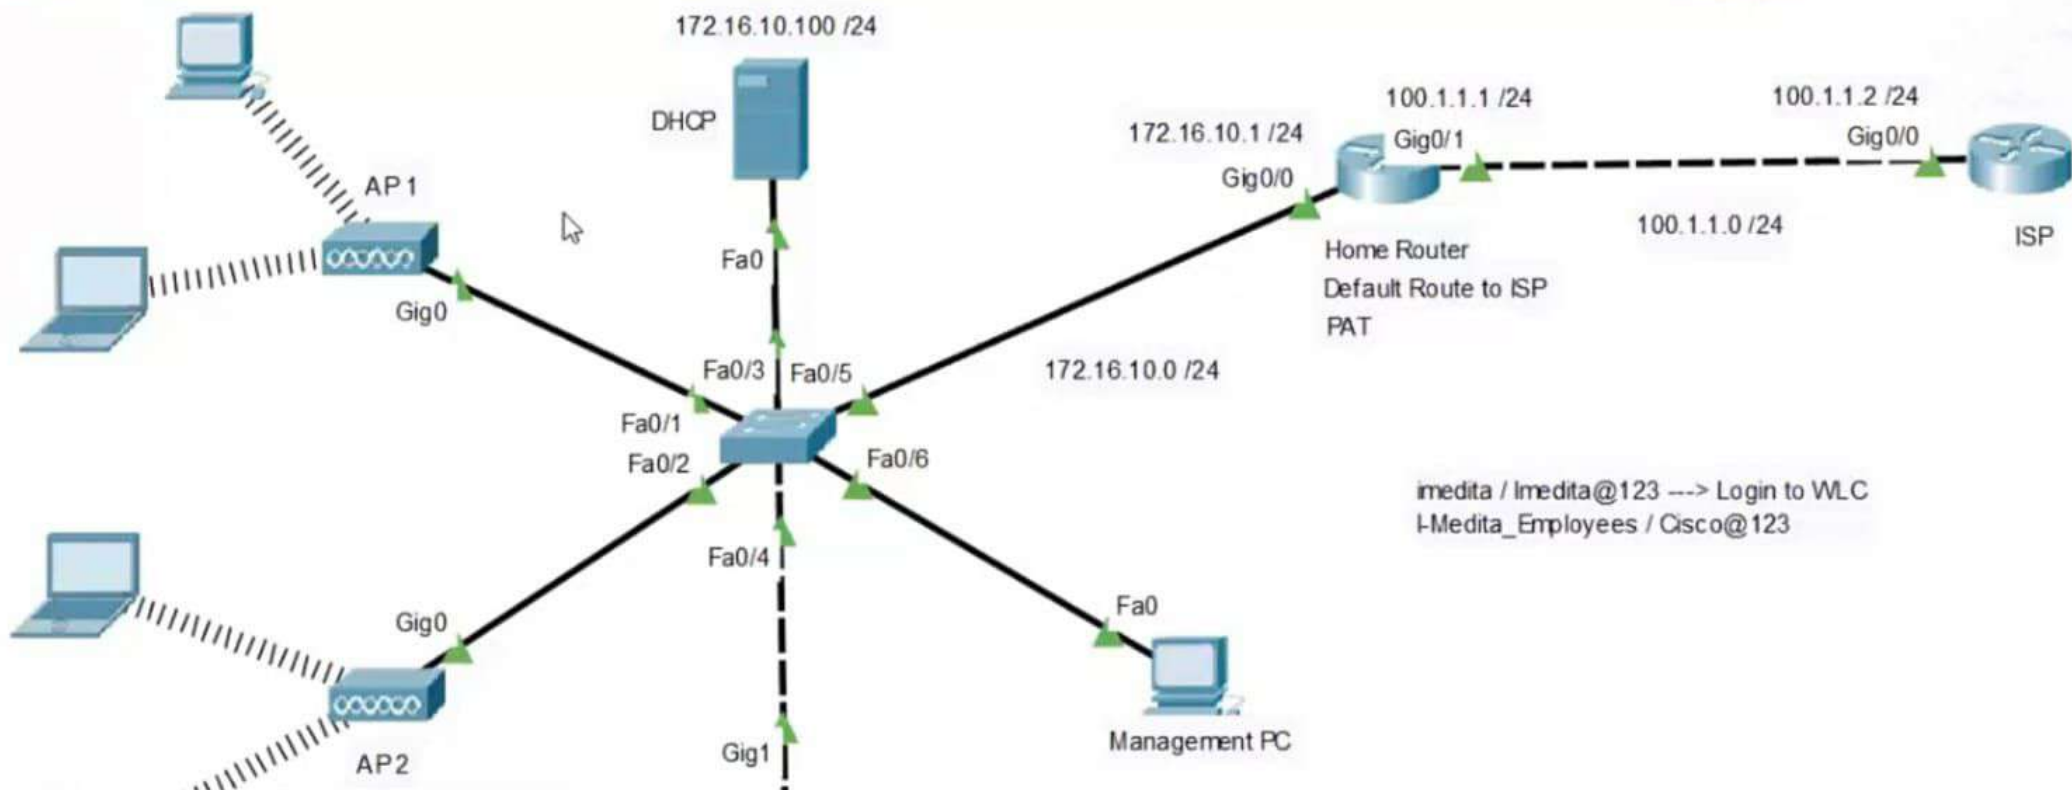 172.16.10.100 /24
DHCP
Fa0
AP1
Gig0
172.16.10.1 /24
Gig0/0
100.1.1.1 /24
Gig0/1
100.1.1.2 /24
Gig0/0
100.1.1.0 /24
ISP
Home Router
Default Route to ISP
PAT
172.16.10.0 /24
Fa0/3
Fa0/5
Fa0/1
Fa0/2
Fa0/6
Fa0/4
imedita / Imedita@123 ---> Login to WLC
I-Medita_Employees / Cisco@123
Gig0
AP2
Fa0
Management PC
Gig1